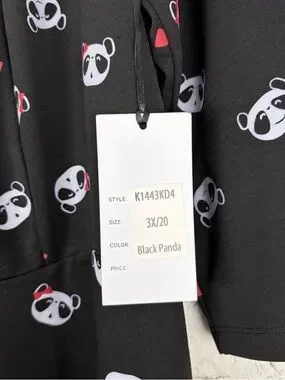 STYLE: K1443KD4
SIZE: 3X/20
COLOR: Black Panda
PRICE: